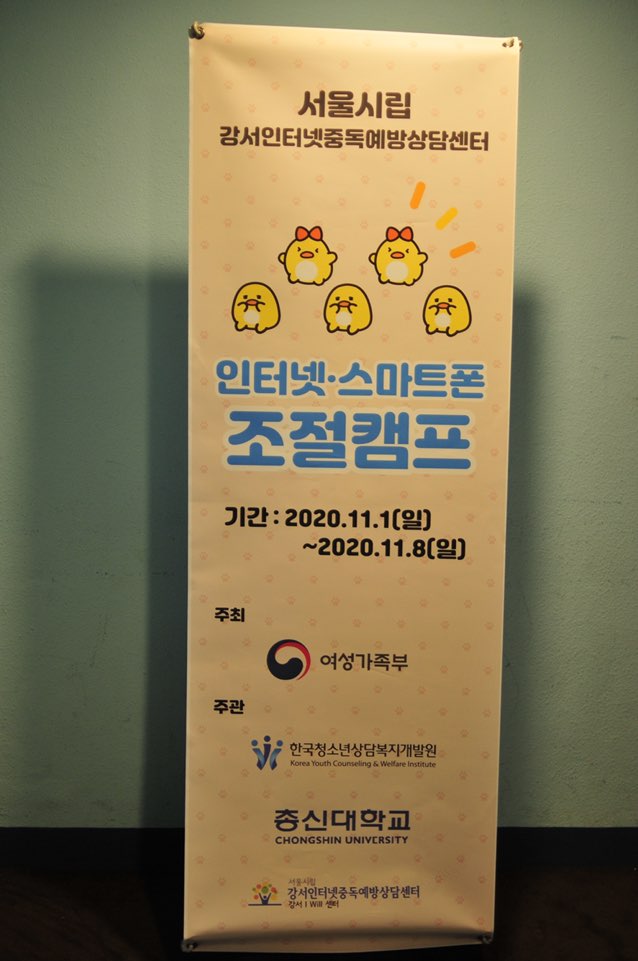 서울시립
강서인터넷중독예방상담센터
인터넷·스마트폰
조절캠프
기간 : 2020.11.1(일)
~2020.11.8(일)
주최
여성가족부
주관
한국청소년상담복지개발원
Korea Youth Counseling & Welfare Institute
총신대학교
CHONGSHIN UNIVERSITY
서울시립
강서인터넷중독예방상담센터
강서 I Will 센터